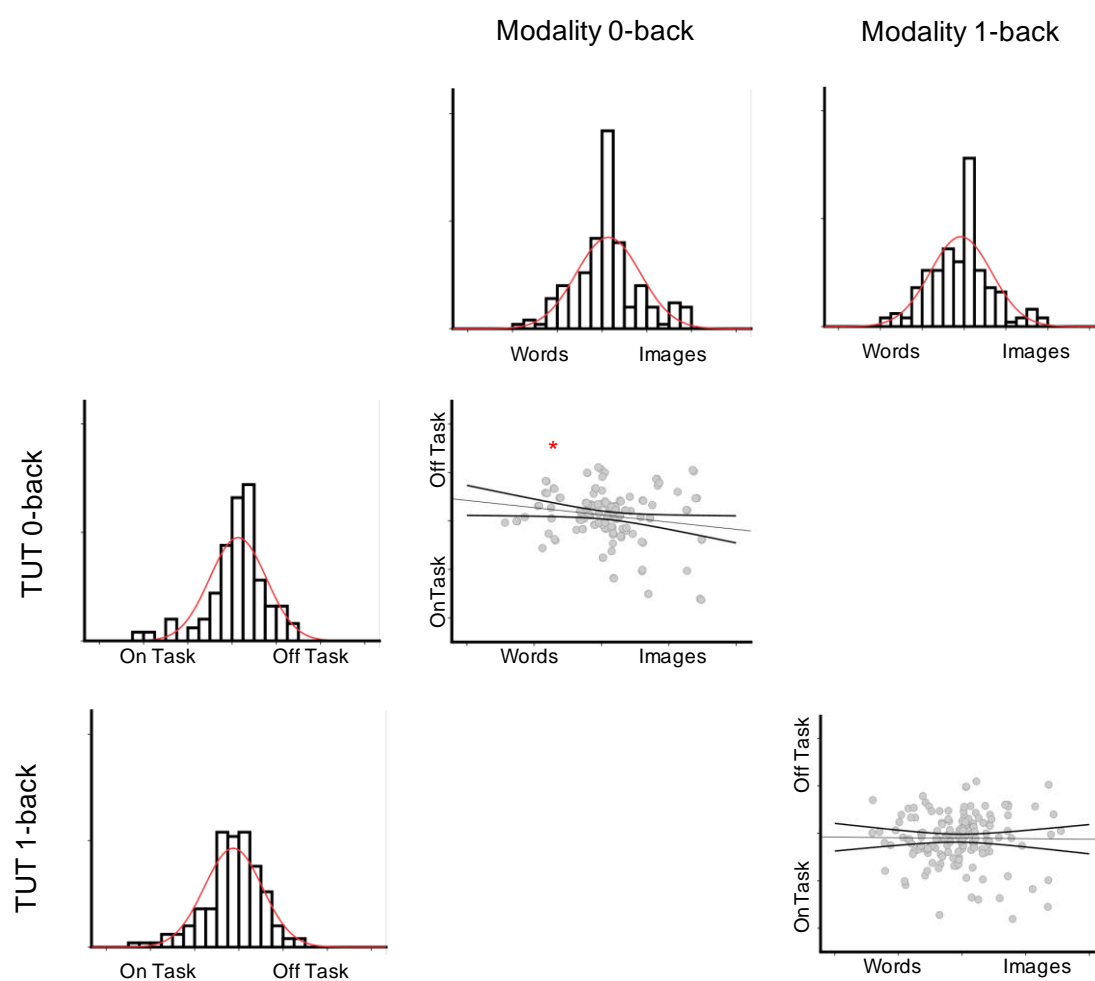 Modality 0-back
Modality 1-back
Words
Images
Words
Images
TUT 0-back
On Task
Off Task
Off Task
OnTask
*
Words
Images
TUT 1-back
On Task
Off Task
Off Task
OnTask
Words
Images